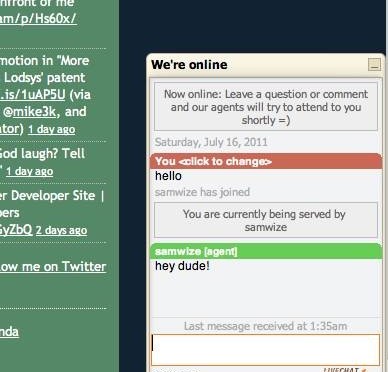 nfront of me
am/p/Hs60x/
motion in "More
Lodsys' patent
.is/1uAP5U (via
@mike3k, and
ator) 1 day ago
God laugh? Tell
" 1 day ago
er Developer Site |
pers
GyZbQ 2 days ago
low me on Twitter
nda
We're online
Now online: Leave a question or comment
and our agents will try to attend to you
shortly =)
Saturday, July 16, 2011
You <click to change>
hello
samwize has joined
You are currently being served by
samwize
samwize [agent]
hey dude!
Last message received at 1:35am
LIVECHAT